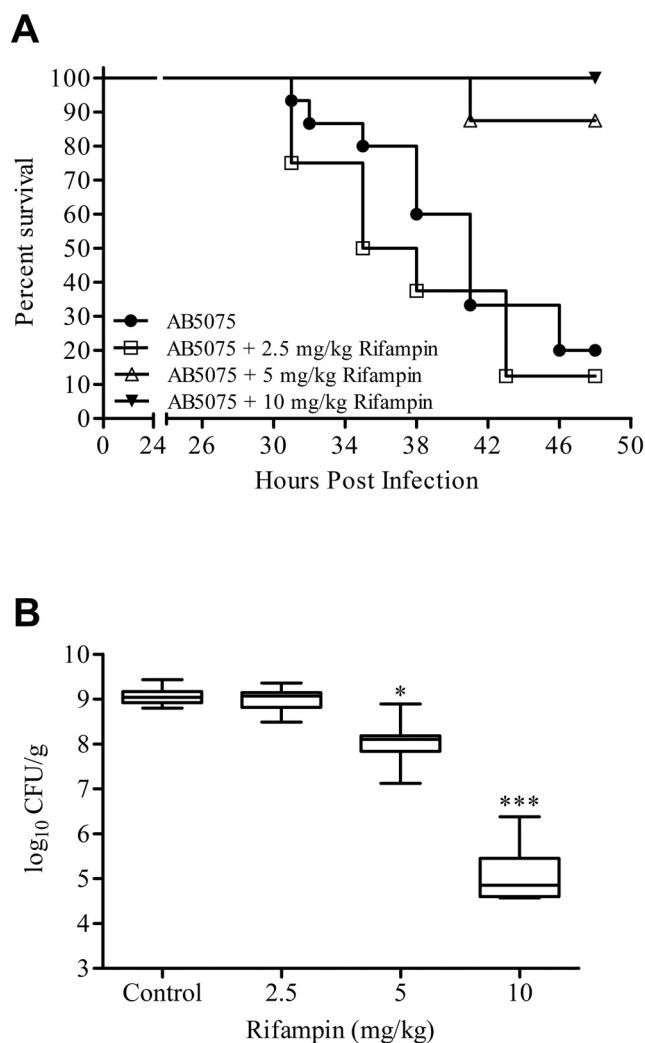 A
100
90
80
70
60
50
40
30
20
10
0
Percent survival
AB5075
AB5075 + 2.5 mg/kg Rifampin
AB5075 + 5 mg/kg Rifampin
AB5075 + 10 mg/kg Rifampin
0 24 26 30 34 38 42 46 50
Hours Post Infection
B
10
9
8
7
6
5
4
3
log10 CFU/g
*
***
Control 2.5 5 10
Rifampin (mg/kg)